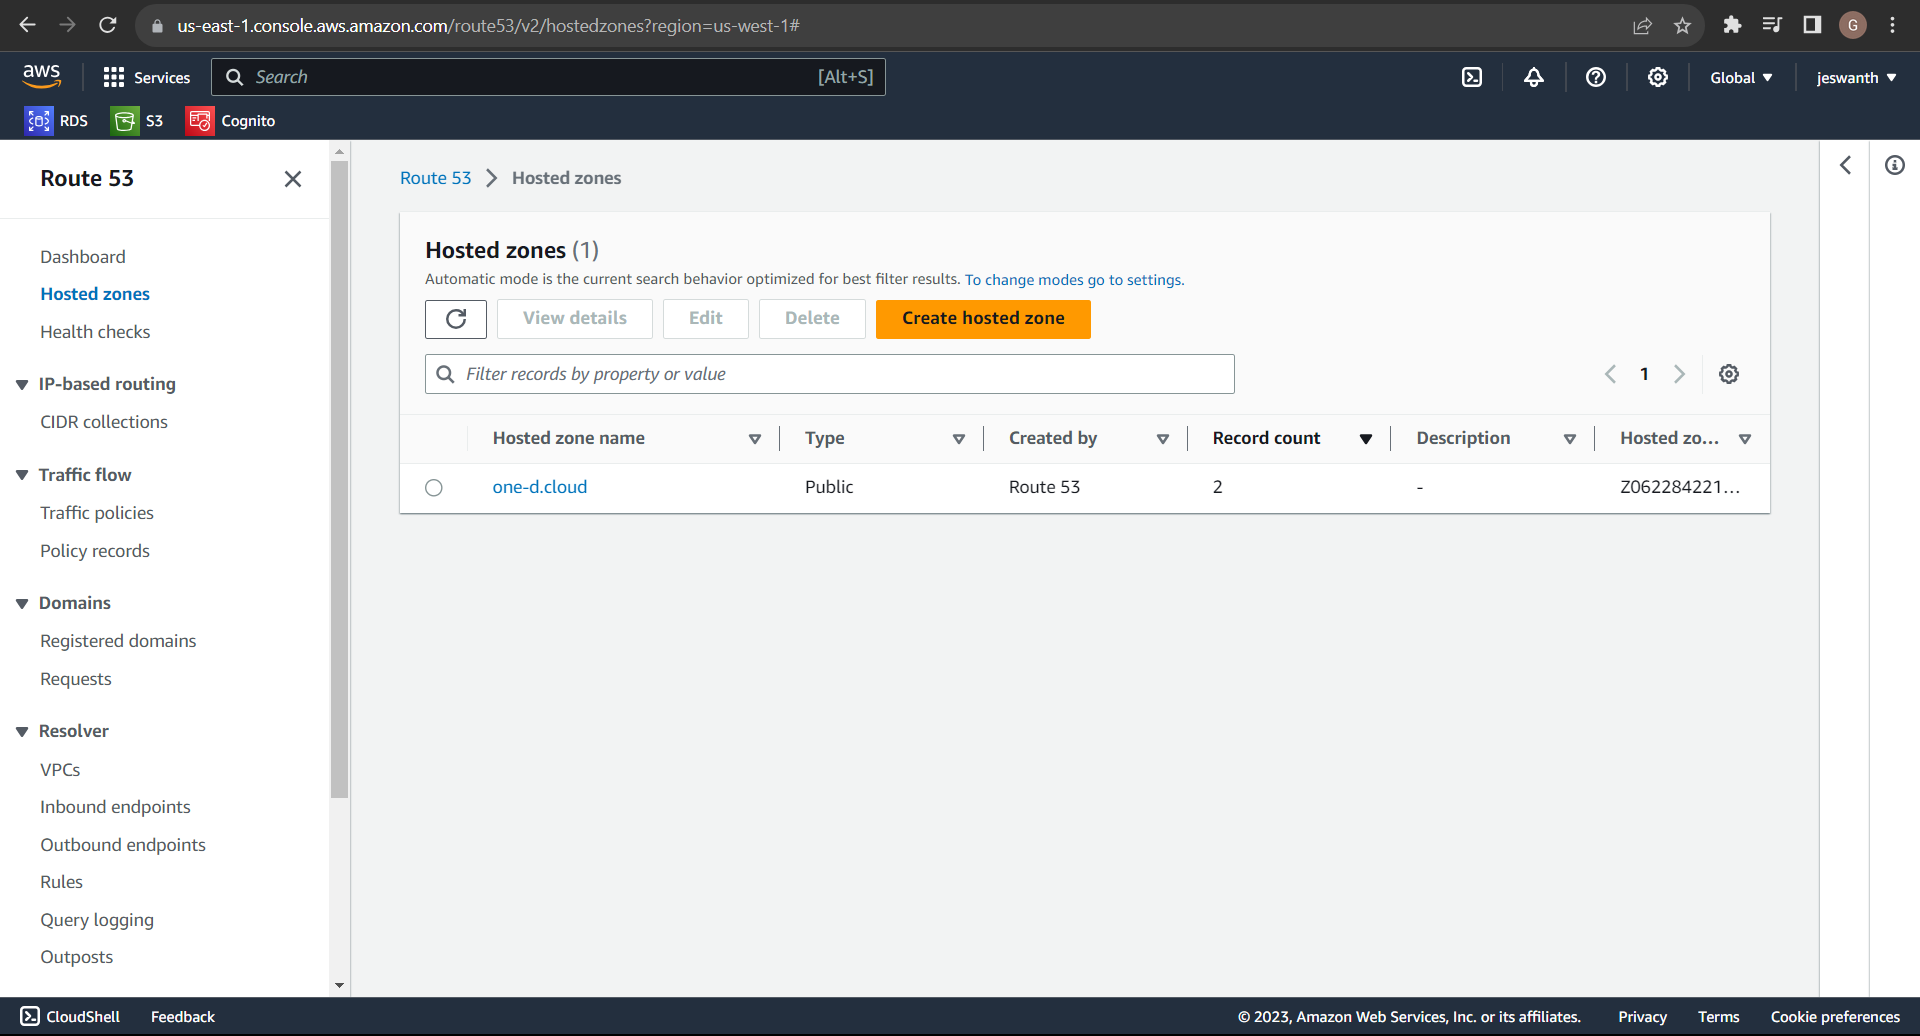 us-east-1.console.aws.amazon.com/route53/v2/hostedzones?region=us-west-1#
G
aws
Services
Search
[Alt+S]
Global
jeswanth
RDS
S3
Cognito
Route 53
Dashboard
Hosted zones
Health checks
IP-based routing
CIDR collections
Traffic flow
Traffic policies
Policy records
Domains
Registered domains
Requests
Resolver
VPCs
Inbound endpoints
Outbound endpoints
Rules
Query logging
Outposts
Route 53 > Hosted zones
Hosted zones (1)
Automatic mode is the current search behavior optimized for best filter results. To change modes go to settings.
View details
Edit
Delete
Create hosted zone
Filter records by property or value
1
Hosted zone name Type Created by Record count Description Hosted zo...
one-d.cloud Public Route 53 2 - Z062284221...
CloudShell
Feedback
© 2023, Amazon Web Services, Inc. or its affiliates.
Privacy
Terms
Cookie preferences